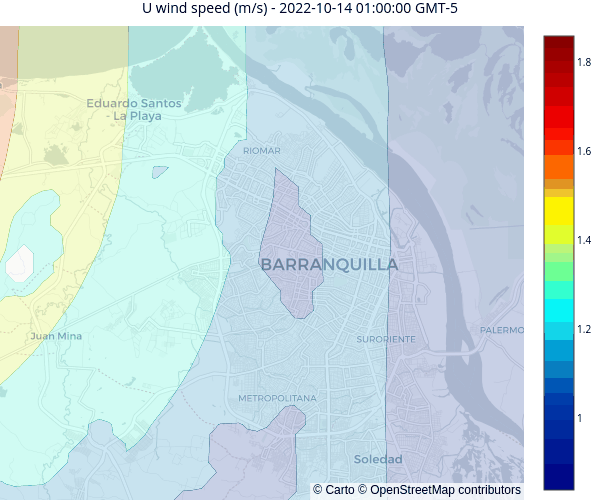 U wind speed (m/s) - 2022-10-14 01:00:00 GMT-5
1.8
Eduardo Santos
- La Playa
RIOMAR
1.6
BARRANQUILLA
1.4
Juan Mina
SURORIENTE
PALERMO
1.2
METROPOLITANA
1
Soledad
© Carto © OpenStreetMap contributors